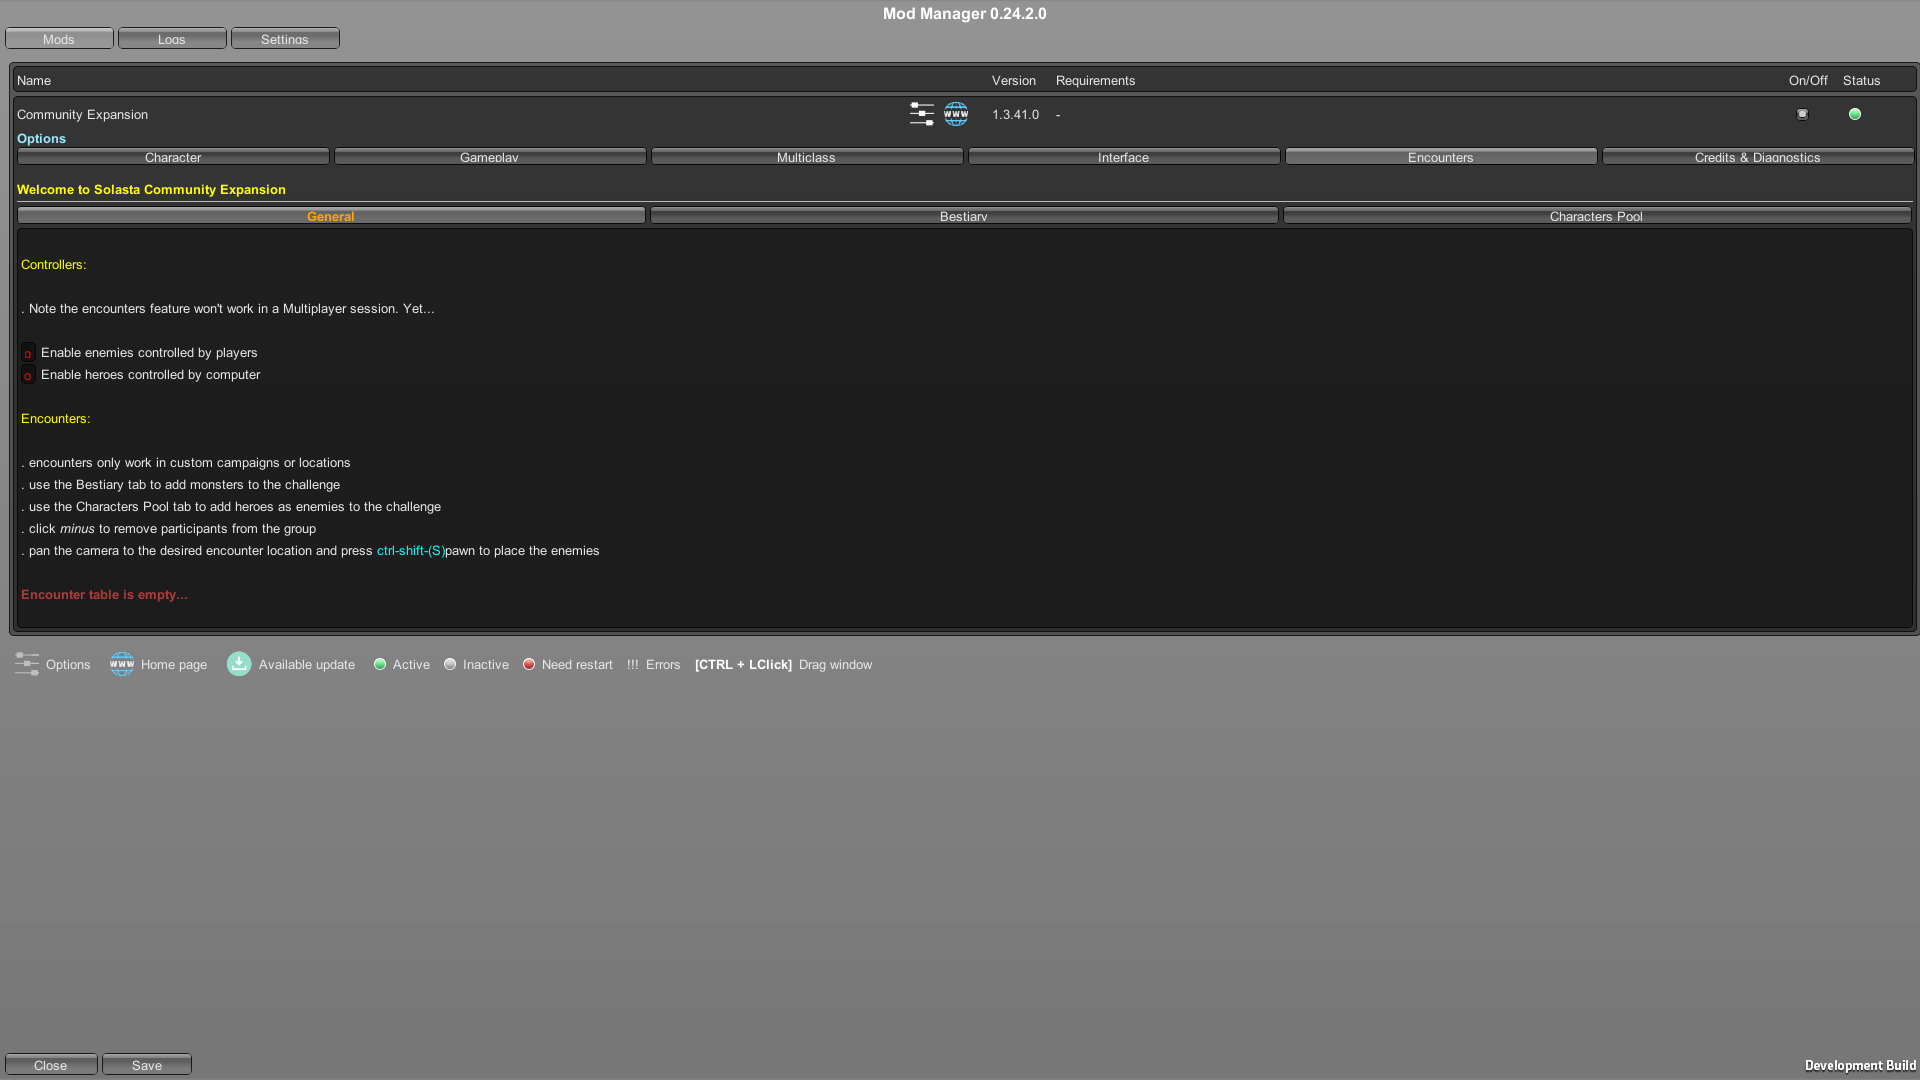 Mod Manager 0.24.2.0
Mods Logs Settings
Name Version Requirements On/Off Status
Community Expansion WWW 1.3.41.0 - 
Options
Character Gameplay Multiclass Interface Encounters Credits & Diagnostics
Welcome to Solasta Community Expansion
General Bestiary Characters Pool
Controllers:
. Note the encounters feature won't work in a Multiplayer session. Yet...
o Enable enemies controlled by players
o Enable heroes controlled by computer
Encounters:
. encounters only work in custom campaigns or locations
. use the Bestiary tab to add monsters to the challenge
. use the Characters Pool tab to add heroes as enemies to the challenge
. click minus to remove participants from the group
. pan the camera to the desired encounter location and press ctrl-shift-(S)pawn to place the enemies
Encounter table is empty...
Options WWW Home page Available update Active Inactive Need restart !!! Errors [CTRL + LClick] Drag window
Close Save Development Build